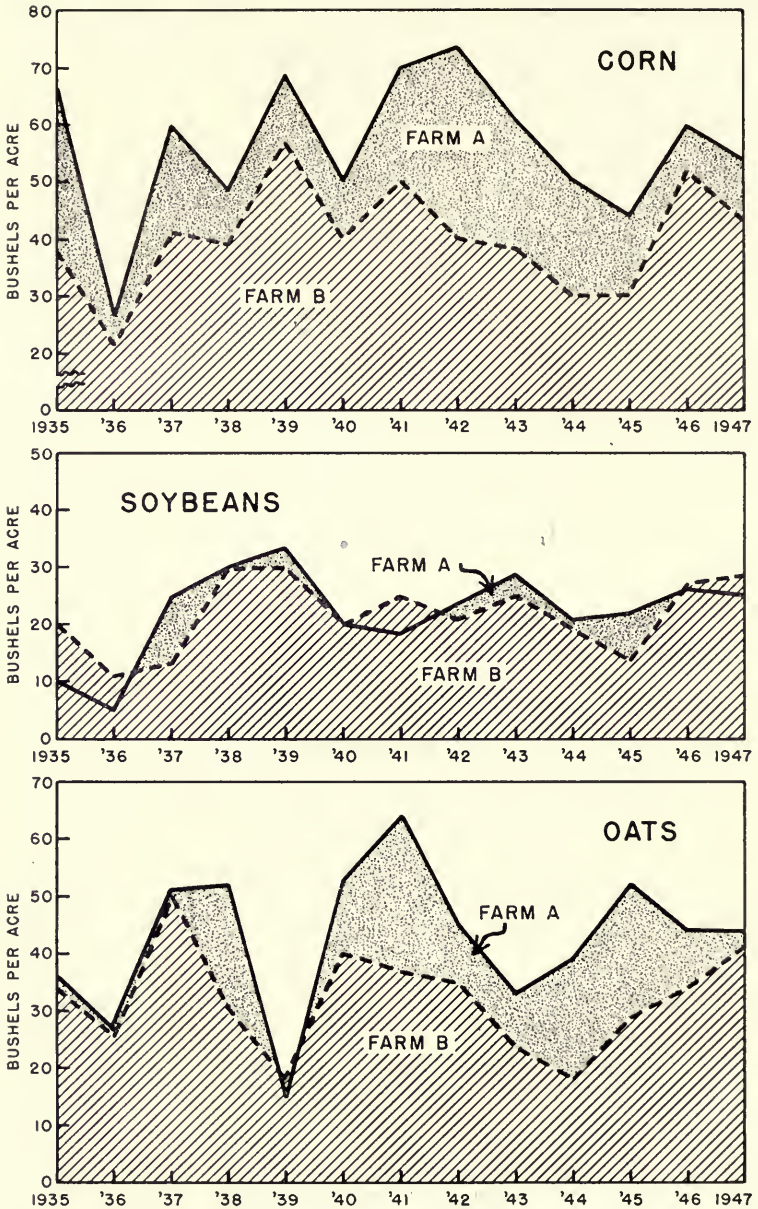 80
CORN
70
60
FARM A
50
40
30
FARM B
20
0
BUSHELS PER ACRE
1935 '36 '37 '38 '39 '40 '41 '42 '43 '44 '45 '46 1947
50
SOYBEANS
40
30
FARM A
20
FARM B
10
0
BUSHELS PER ACRE
1935 '36 '37 '38 '39 '40 '41 '42 '43 '44 '45 '46 1947
70
OATS
60
50
FARM A
40
30
FARM B
20
10
0
BUSHELS PER ACRE
1935 '36 '37 '38 '39 '40 '41 '42 '43 '44 '45 '46 1947